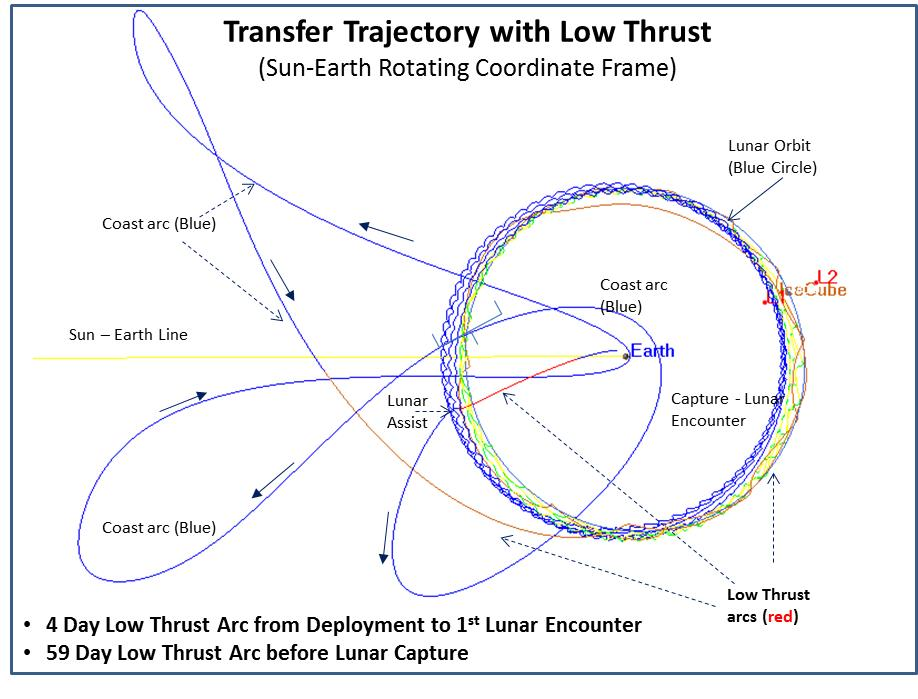 Transfer Trajectory with Low Thrust
(Sun-Earth Rotating Coordinate Frame)
Lunar Orbit
(Blue Circle)
Coast arc (Blue)
L2
IceCube
Coast arc
(Blue)
Sun – Earth Line
Earth
Lunar
Assist
Capture - Lunar
Encounter
Coast arc (Blue)
Low Thrust
arcs (red)
• 4 Day Low Thrust Arc from Deployment to 1st Lunar Encounter
• 59 Day Low Thrust Arc before Lunar Capture